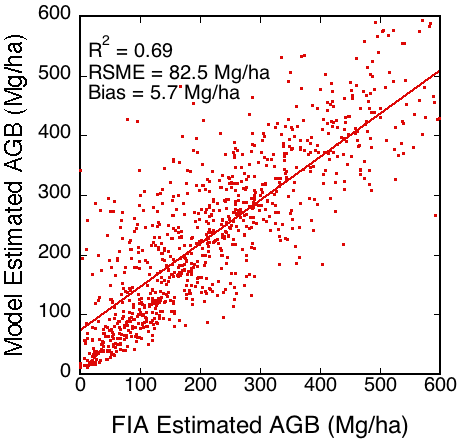 R² = 0.69
RSME = 82.5 Mg/ha
Bias = 5.7 Mg/ha
Model Estimated AGB (Mg/ha)
600
500
400
300
200
100
0
0 100 200 300 400 500 600
FIA Estimated AGB (Mg/ha)